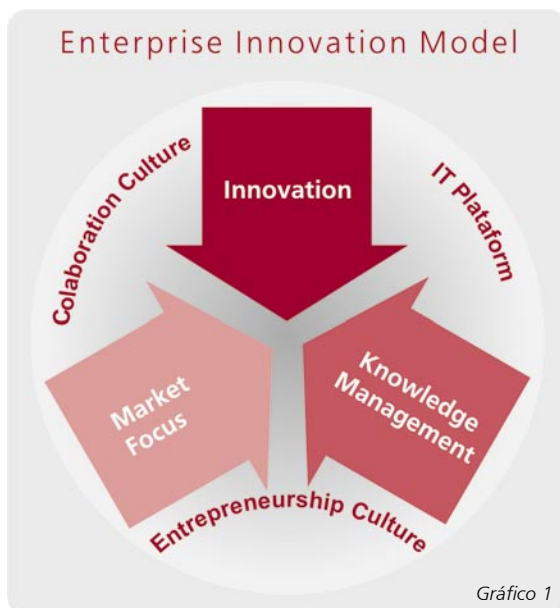 Enterprise Innovation Model
Colaboration Culture
Innovation
IT Plataform
Market
Focus
Knowledge
Management
Entrepreneurship Culture
Gráfico 1